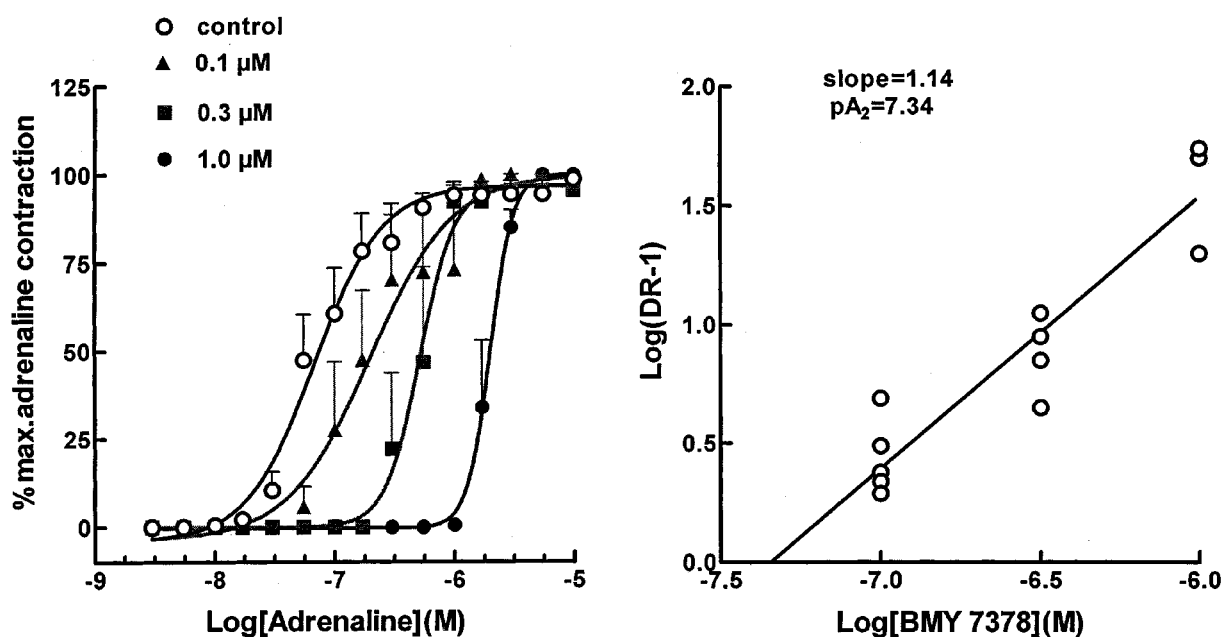 control
0.1 µM
0.3 µM
1.0 µM
125
100
75
50
25
0
-9
-8
-7
-6
-5
%max.adrenaline contraction
Log[Adrenaline](M)
slope=1.14
pA₂=7.34
2.0
1.5
1.0
0.5
0.0
-7.5
-7.0
-6.5
-6.0
Log(DR-1)
Log[BMY 7378](M)